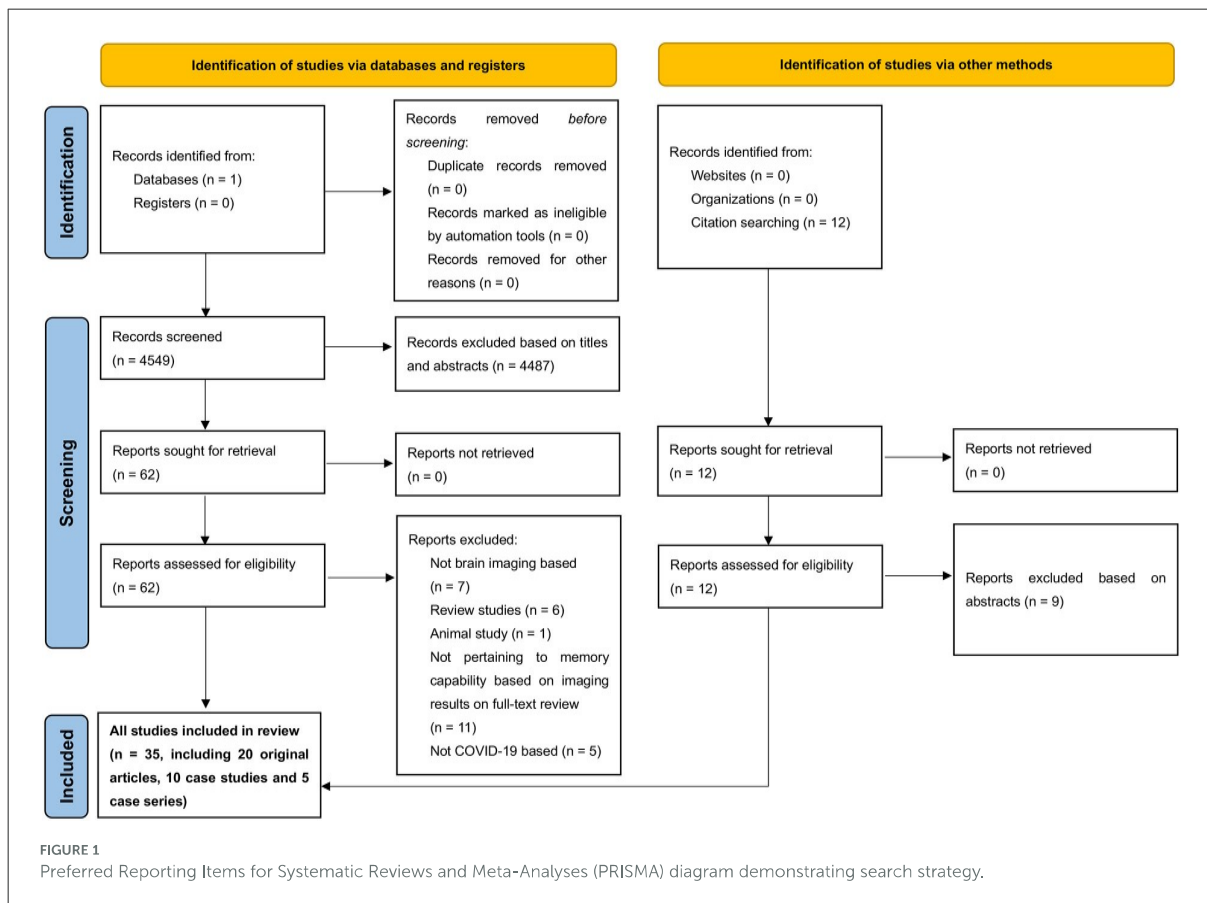 Identification of studies via databases and registers
Identification of studies via other methods
Identification
Records identified from:
Databases (n = 1)
Registers (n = 0)
Records removed before
screening:
Duplicate records removed
(n = 0)
Records marked as ineligible
by automation tools (n = 0)
Records removed for other
reasons (n = 0)
Records identified from:
Websites (n = 0)
Organizations (n = 0)
Citation searching (n = 12)
Screening
Records screened
(n = 4549)
Records excluded based on titles
and abstracts (n = 4487)
Reports sought for retrieval
(n = 62)
Reports not retrieved
(n = 0)
Reports sought for retrieval
(n = 12)
Reports not retrieved
(n = 0)
Reports assessed for eligibility
(n = 62)
Reports excluded:
Not brain imaging based
(n = 7)
Review studies (n = 6)
Animal study (n = 1)
Not pertaining to memory
capability based on imaging
results on full-text review
(n = 11)
Not COVID-19 based (n = 5)
Reports assessed for eligibility
(n = 12)
Reports excluded based on
abstracts (n = 9)
Included
All studies included in review
(n = 35, including 20 original
articles, 10 case studies and 5
case series)
FIGURE 1
Preferred Reporting Items for Systematic Reviews and Meta-Analyses (PRISMA) diagram demonstrating search strategy.